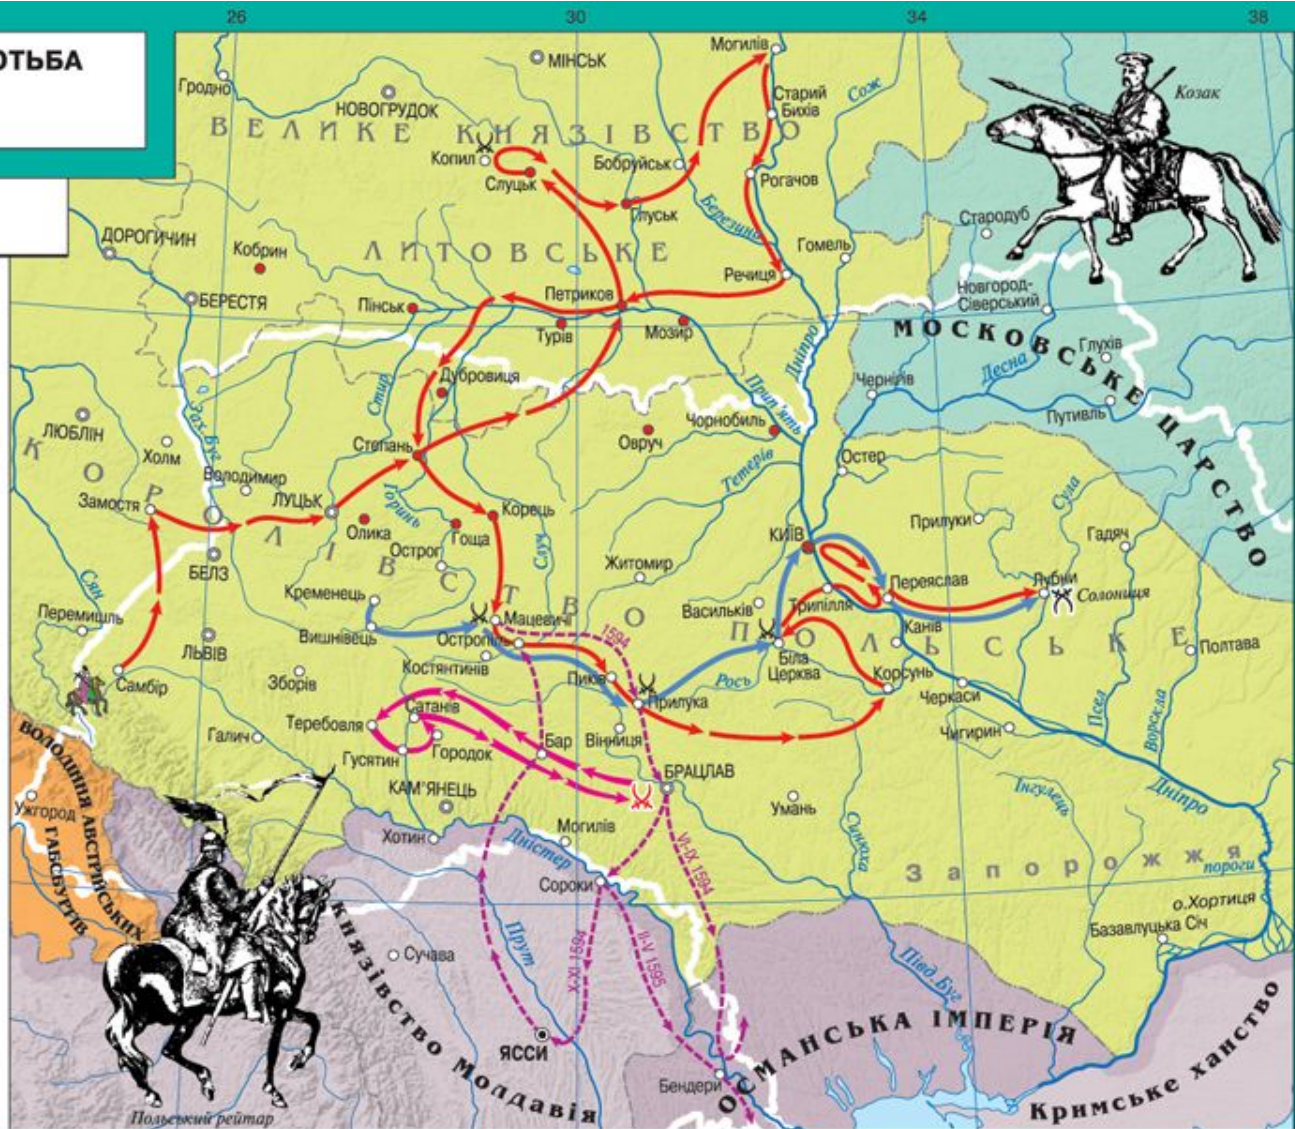 26 30 34 38
ОТЬБА
Могилів
МІНСЬК
Гродно
НОВОГРУДОК
Старий
Бихів
Сож
Козак
ВЕЛИКЕ КНЯЗІВСТВО
Копил
Бобруйськ
Слуцьк
Рогачов
Глуськ
Березина
Стародуб
ДОРОГИЧИН
Кобрин
ЛИТОВСЬКЕ
Гомель
Речиця
Новгород-
Сіверський
БЕРЕСТЯ
Пінськ
Петриков
Турів
Мозир
МОСКОВСЬКЕ ЦАРСТВО
Дніпро
Глухів
Десна
Дубровиця
Стир
Прип'ять
Чернігів
Путивль
ЛЮБЛІН
Зах. Буг
Холм
Степань
Овруч
Чорнобиль
КОРОЛІВСТВО ПОЛЬСЬКЕ
Володимир
Остер
Тетерів
Сула
Замостя
ЛУЦЬК
Горинь
Корець
Олика
Гоща
Прилуки
Гадяч
КИЇВ
Острог
Случ
БЕЛЗ
Житомир
Сян
Кременець
Переяслав
Лубни
Солониця
Перемишль
Вишнівець
Мацевичі
Васильків
Трипілля
1594
Канів
ЛЬВІВ
Остропіль
Костянтинів
Біла
Церква
Полтава
Самбір
Зборів
Пиків
Рось
Корсунь
Черкаси
Прилука
Псел
Ворскла
Сатанів
Теребовля
Галич
Городок
Бар
Вінниця
Чигирин
Гусятин
ВОЛОДІННЯ АВСТРІЙСЬКИХ
ГАБСБУРГІВ
БРАЦЛАВ
КАМ'ЯНЕЦЬ
Ужгород
Умань
Інгулець
Дніпро
Хотин
Могилів
Дністер
Синюха
VI-IX 1594
Запорожжя
пороги
Сороки
о.Хортиця
Базавлуцька Січ
КНЯЗІВСТВО МОЛДАВІЯ
Сучава
Прут
X-XI 1594
II-V 1595
Півд. Буг
ЯССИ
ОСМАНСЬКА ІМПЕРІЯ
Бендери
Кримське ханство
Польський рейтар